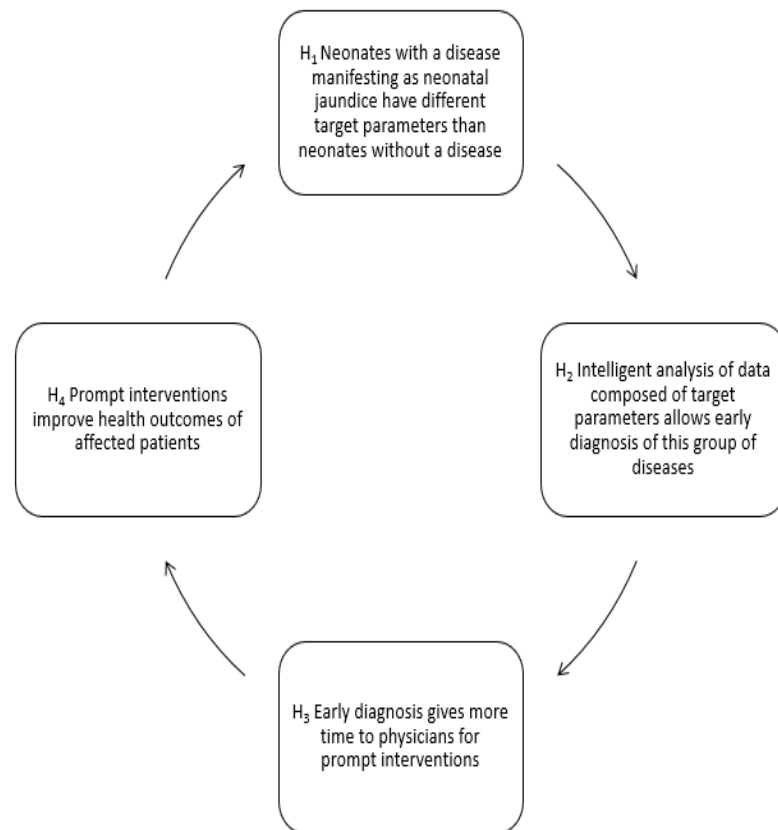 H₁ Neonates with a disease
manifesting as neonatal
jaundice have different
target parameters than
neonates without a disease
H₂ Intelligent analysis of data
composed of target
parameters allows early
diagnosis of this group of
diseases
H₃ Early diagnosis gives more
time to physicians for
prompt interventions
H₄ Prompt interventions
improve health outcomes of
affected patients